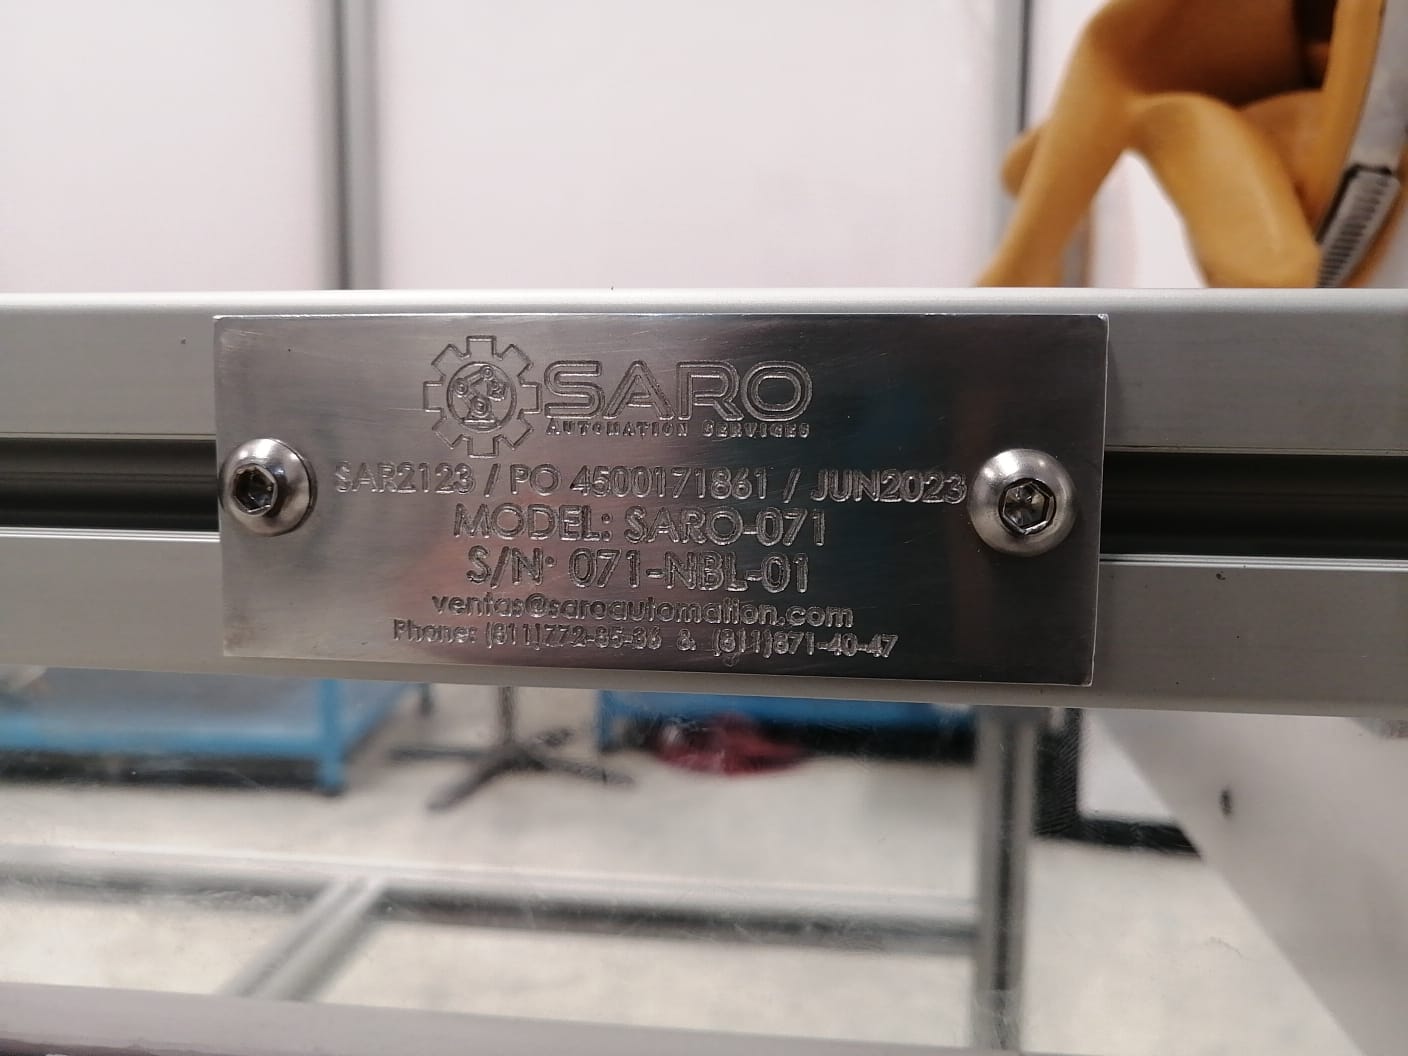 SARO
AUTOMATION SERVICES
SAR2123 / PO 4500171861 / JUN2023
MODEL: SARO-071
S/N: 071-NBL-01
ventas@saroautomation.com
Phone: (811)772-85-36 & (811)871-40-47